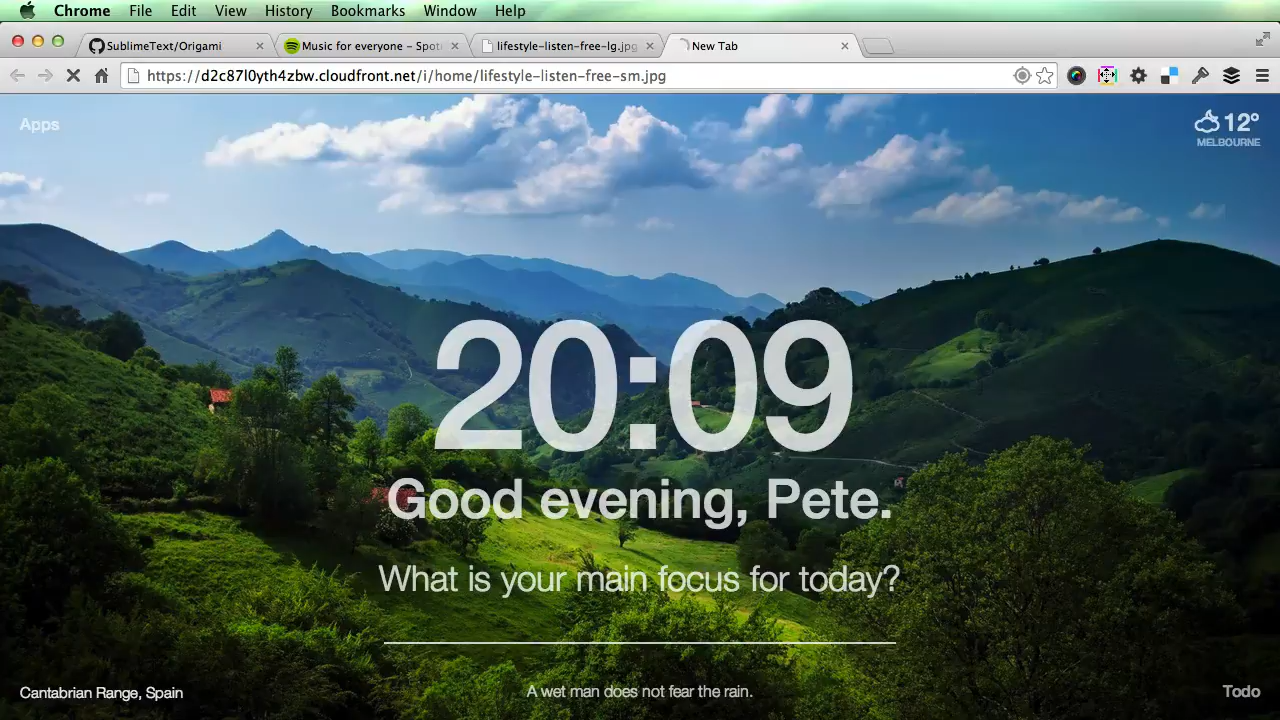 Chrome File Edit View History Bookmarks Window Help
SublimeText/Origami
Music for everyone - Spot
lifestyle-listen-free-lg.jpg
New Tab
https://d2c87l0yth4zbw.cloudfront.net/i/home/lifestyle-listen-free-sm.jpg
Apps
12°
MELBOURNE
20:09
Good evening, Pete.
What is your main focus for today?
Cantabrian Range, Spain
A wet man does not fear the rain.
Todo